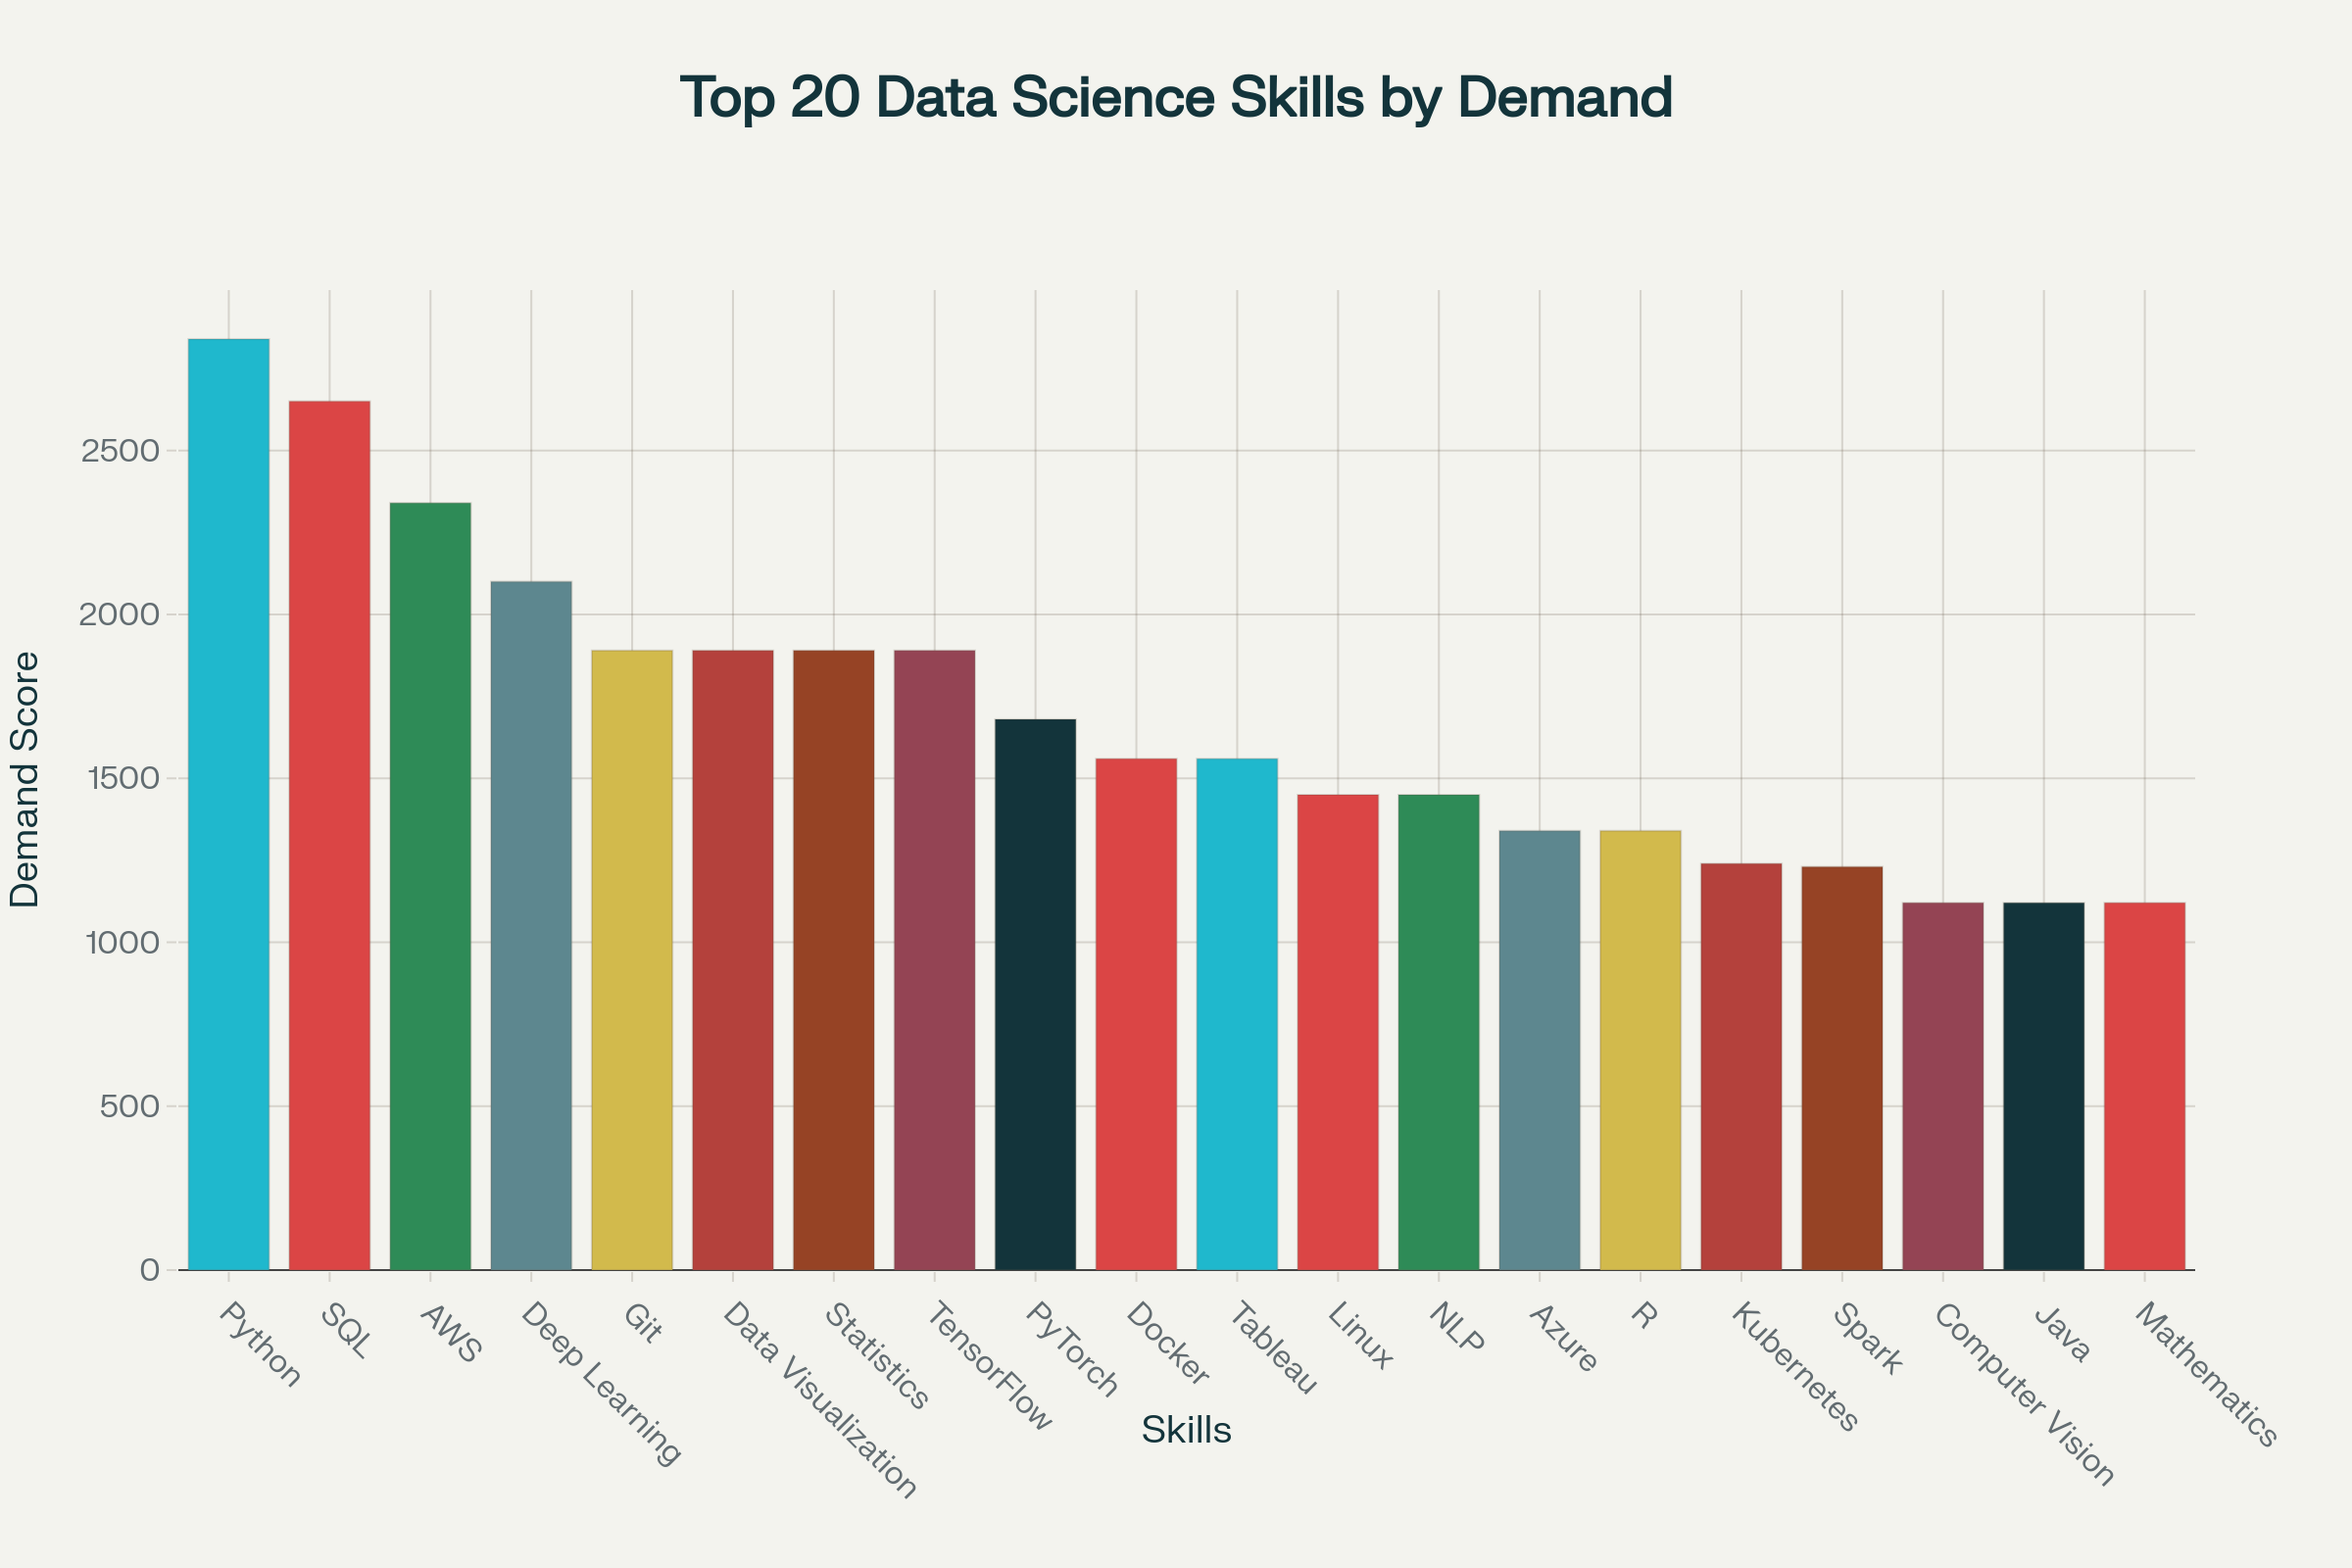 Top 20 Data Science Skills by Demand
Demand Score
2500
2000
1500
1000
500
0
Python
SQL
AWS
Deep Learning
Git
Data Visualization
Statistics
TensorFlow
PyTorch
Docker
Tableau
Linux
NLP
Azure
R
Kubernetes
Spark
Computer Vision
Java
Mathematics
Skills